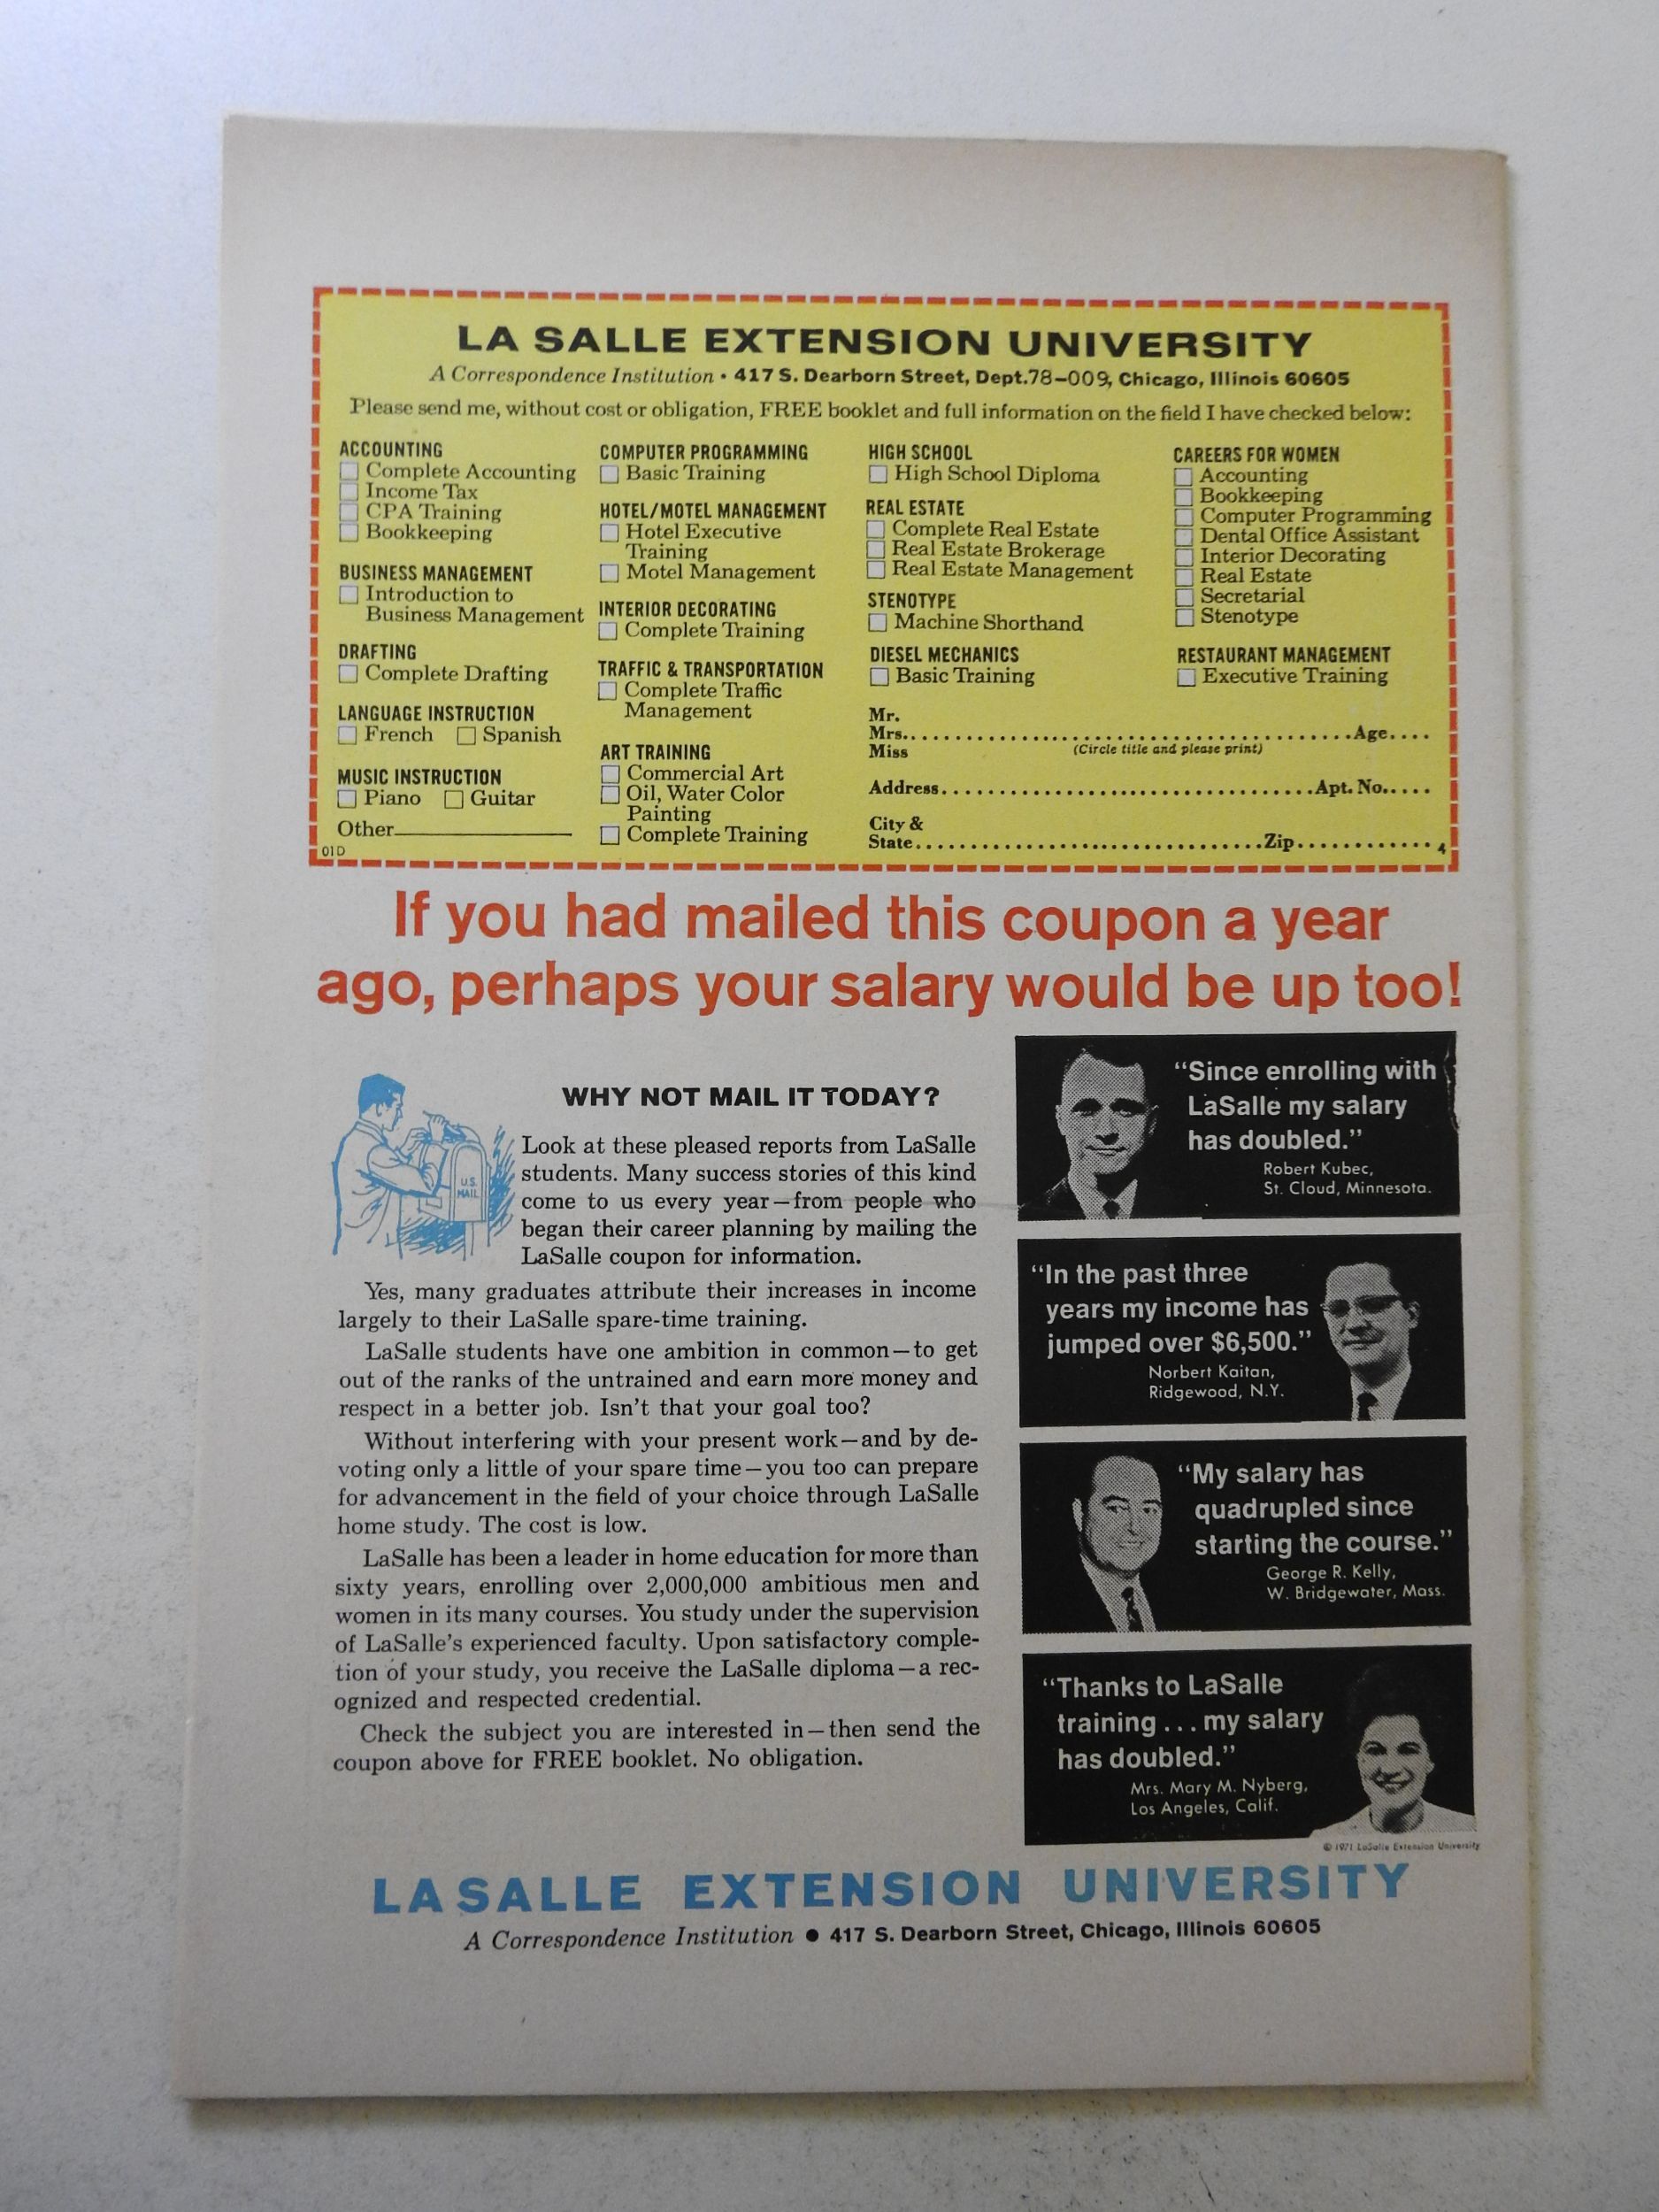 LA SALLE EXTENSION UNIVERSITY
A Correspondence Institution • 417 S. Dearborn Street, Dept. 78-009, Chicago, Illinois 60605
Please send me, without cost or obligation, FREE booklet and full information on the field I have checked below:
ACCOUNTING
Complete Accounting
Income Tax
CPA Training
Bookkeeping
BUSINESS MANAGEMENT
Introduction to
Business Management
DRAFTING
Complete Drafting
LANGUAGE INSTRUCTION
French Spanish
MUSIC INSTRUCTION
Piano Guitar
Other
01D
COMPUTER PROGRAMMING
Basic Training
HOTEL/MOTEL MANAGEMENT
Hotel Executive
Training
Motel Management
INTERIOR DECORATING
Complete Training
TRAFFIC & TRANSPORTATION
Complete Traffic
Management
ART TRAINING
Commercial Art
Oil, Water Color
Painting
Complete Training
HIGH SCHOOL
High School Diploma
REAL ESTATE
Complete Real Estate
Real Estate Brokerage
Real Estate Management
STENOTYPE
Machine Shorthand
DIESEL MECHANICS
Basic Training
CAREERS FOR WOMEN
Accounting
Bookkeeping
Computer Programming
Dental Office Assistant
Interior Decorating
Real Estate
Secretarial
Stenotype
RESTAURANT MANAGEMENT
Executive Training
Mr.
Mrs. Age
Miss (Circle title and please print)
Address Apt. No.
City &
State Zip 4
If you had mailed this coupon a year
ago, perhaps your salary would be up too!
WHY NOT MAIL IT TODAY?
U.S.
MAIL
Look at these pleased reports from LaSalle
students. Many success stories of this kind
come to us every year—from people who
began their career planning by mailing the
LaSalle coupon for information.
Yes, many graduates attribute their increases in income
largely to their LaSalle spare-time training.
LaSalle students have one ambition in common—to get
out of the ranks of the untrained and earn more money and
respect in a better job. Isn't that your goal too?
Without interfering with your present work—and by de-
voting only a little of your spare time—you too can prepare
for advancement in the field of your choice through LaSalle
home study. The cost is low.
LaSalle has been a leader in home education for more than
sixty years, enrolling over 2,000,000 ambitious men and
women in its many courses. You study under the supervision
of LaSalle's experienced faculty. Upon satisfactory comple-
tion of your study, you receive the LaSalle diploma—a rec-
ognized and respected credential.
Check the subject you are interested in—then send the
coupon above for FREE booklet. No obligation.
"Since enrolling with
LaSalle my salary
has doubled."
Robert Kubec,
St. Cloud, Minnesota.
"In the past three
years my income has
jumped over $6,500."
Norbert Kaitan,
Ridgewood, N.Y.
"My salary has
quadrupled since
starting the course."
George R. Kelly,
W. Bridgewater, Mass.
"Thanks to LaSalle
training ... my salary
has doubled."
Mrs. Mary M. Nyberg,
Los Angeles, Calif.
© 1971 LaSalle Extension University
LASALLE EXTENSION UNIVERSITY
A Correspondence Institution • 417 S. Dearborn Street, Chicago, Illinois 60605